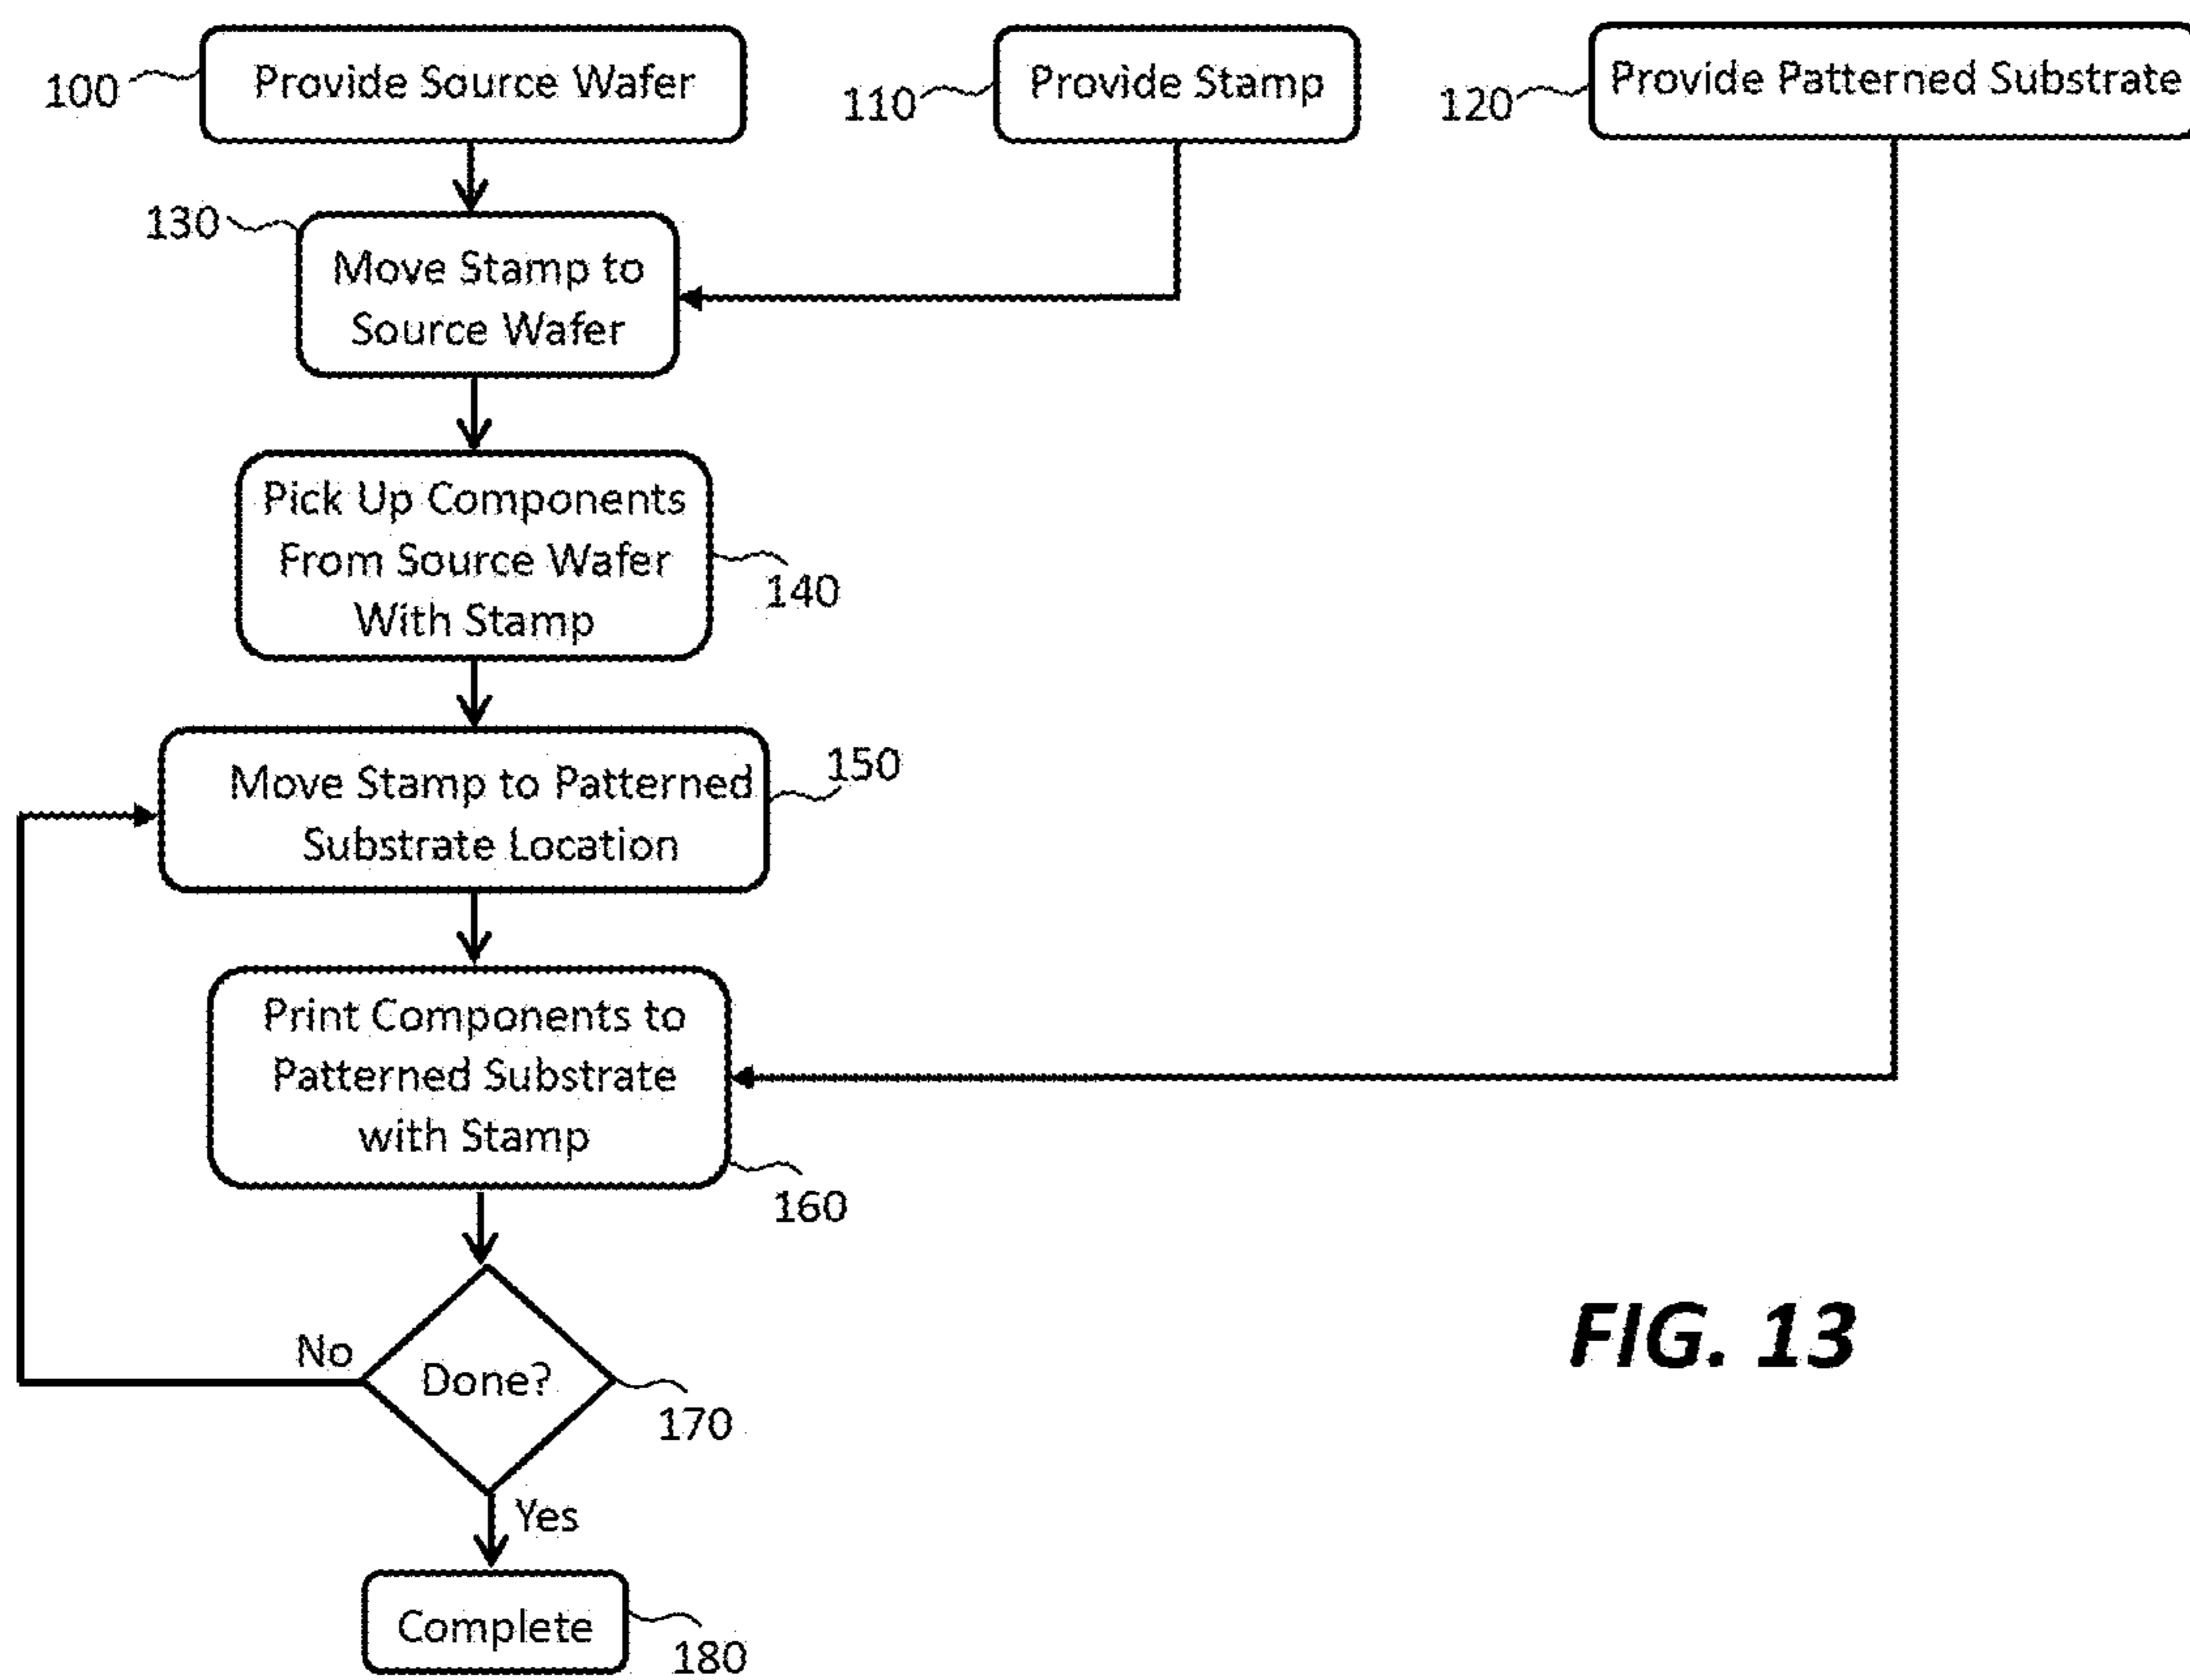 100
Provide Source Wafer
110
Provide Stamp
120
Provide Patterned Substrate
130
Move Stamp to
Source Wafer
Pick Up Components
From Source Wafer
With Stamp
140
Move Stamp to Patterned
Substrate Location
150
Print Components to
Patterned Substrate
with Stamp
160
No
Done?
170
Yes
Complete
180
FIG. 13